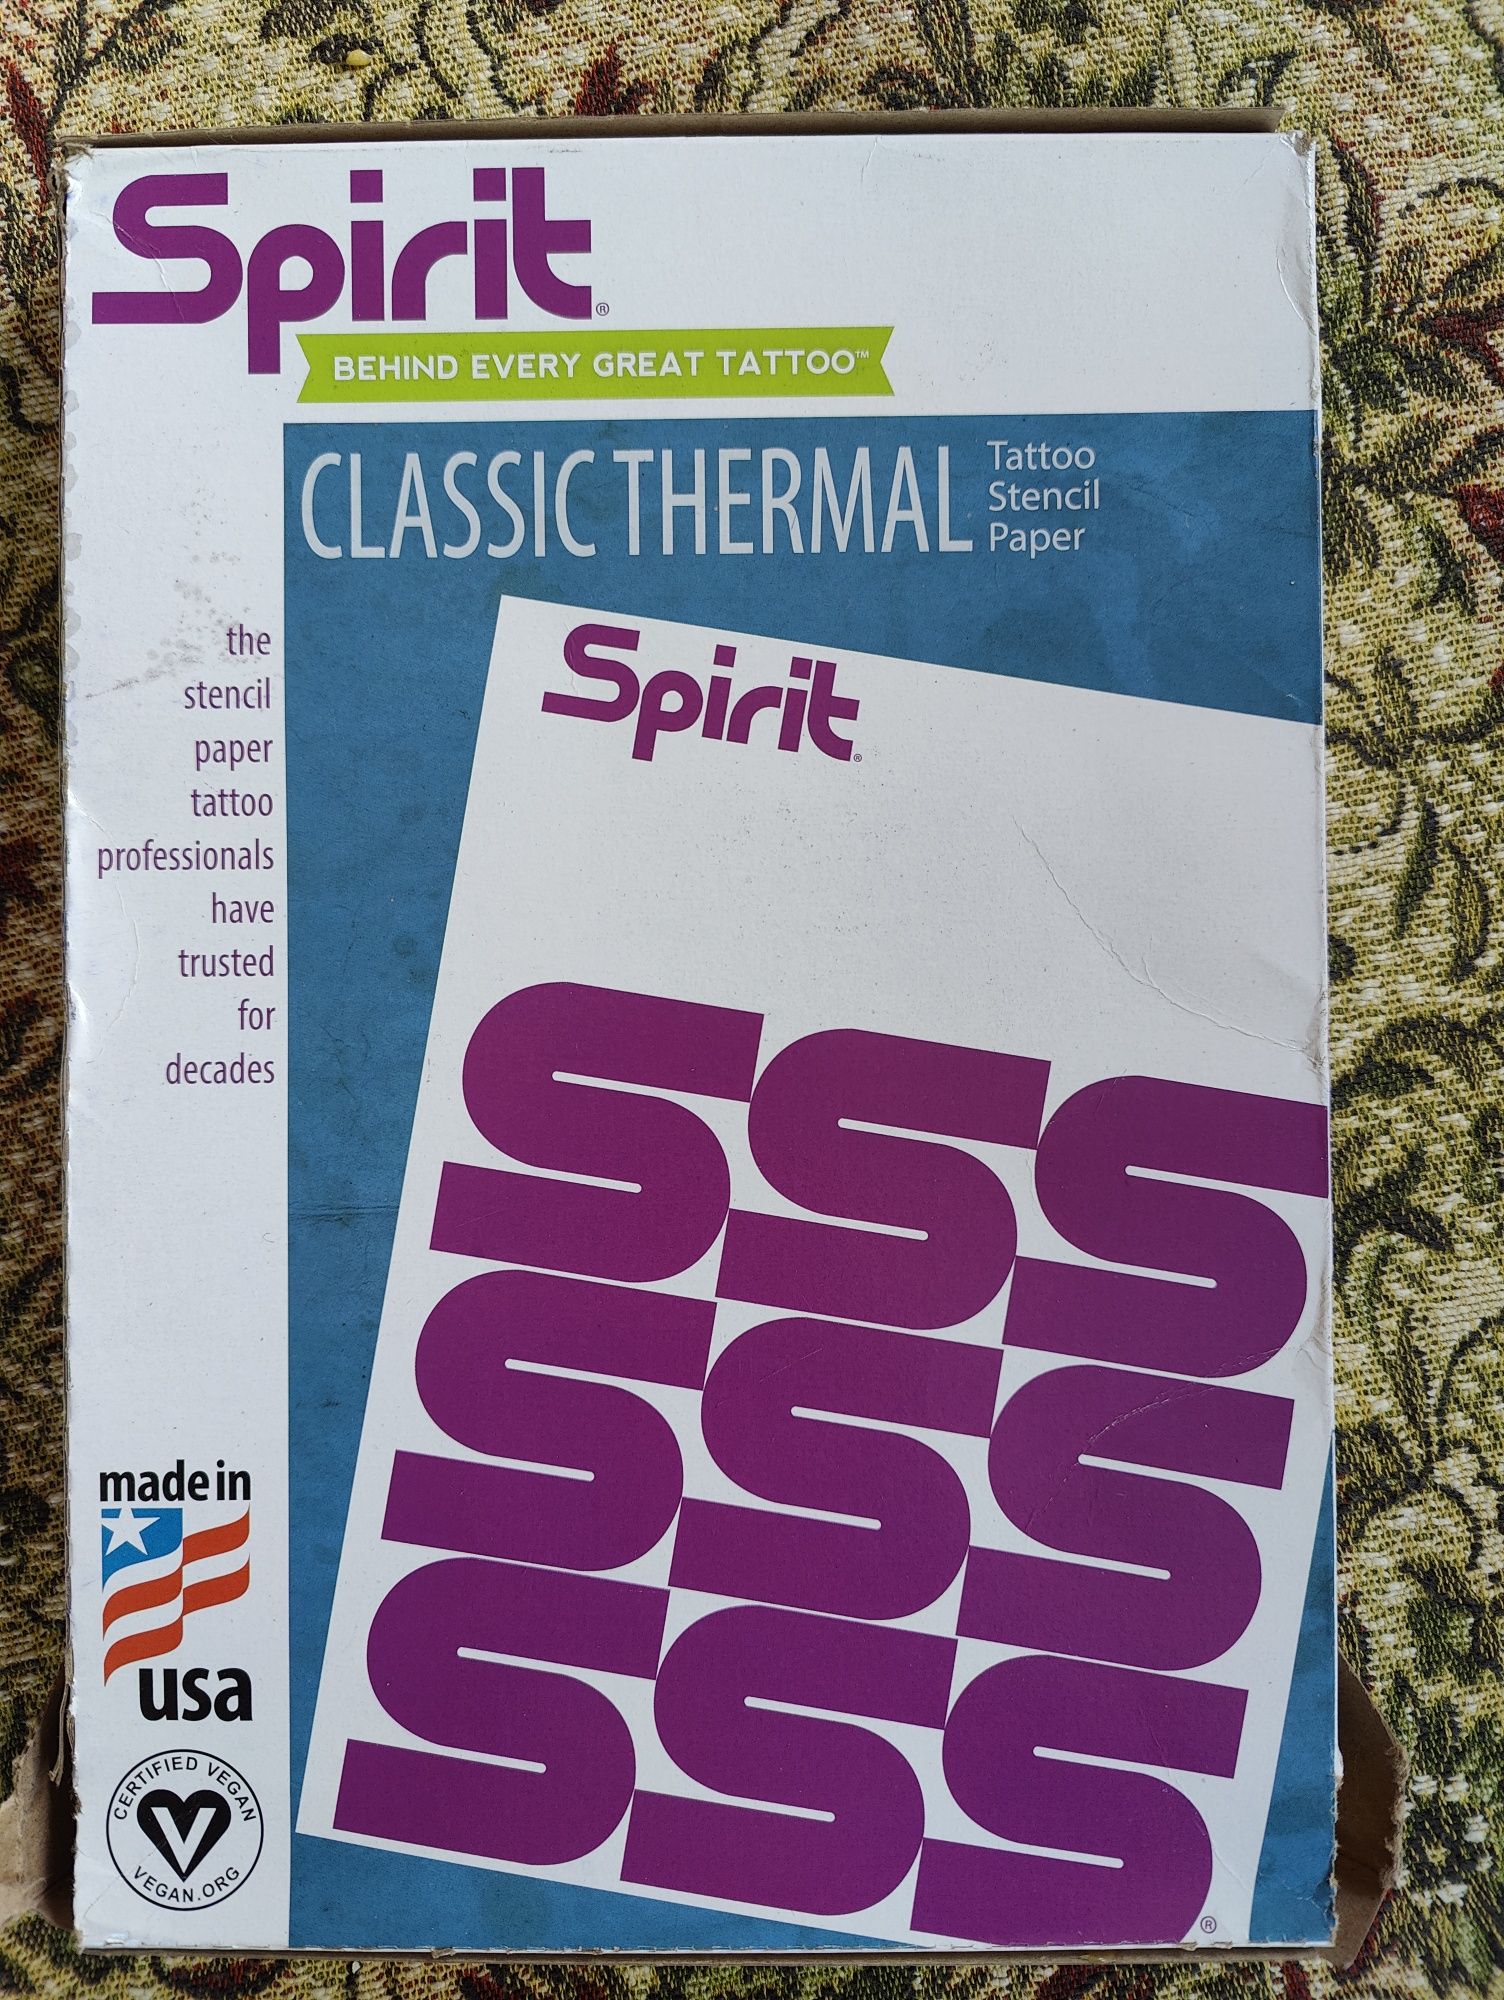 Spirit®
BEHIND EVERY GREAT TATTOO™
CLASSIC THERMAL
Tattoo
Stencil
Paper
the
stencil
paper
tattoo
professionals
have
trusted
for
decades
Spirit®
SSS
SSS
SSS®
made in
usa
CERTIFIED VEGAN
V
VEGAN.ORG